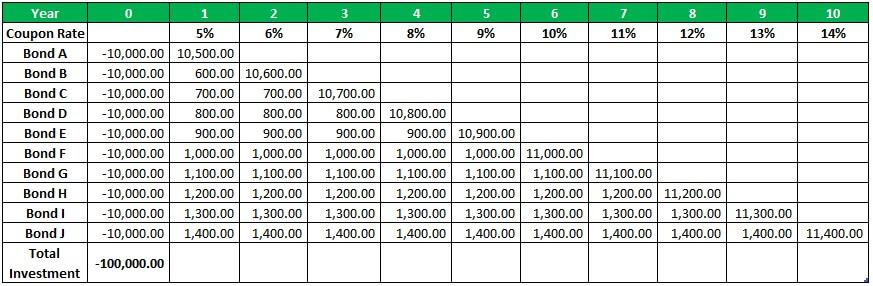 Year 0 1 2 3 4 5 6 7 8 9 10
Coupon Rate 5% 6% 7% 8% 9% 10% 11% 12% 13% 14%
Bond A -10,000.00 10,500.00
Bond B -10,000.00 600.00 10,600.00
Bond C -10,000.00 700.00 700.00 10,700.00
Bond D -10,000.00 800.00 800.00 800.00 10,800.00
Bond E -10,000.00 900.00 900.00 900.00 900.00 10,900.00
Bond F -10,000.00 1,000.00 1,000.00 1,000.00 1,000.00 1,000.00 11,000.00
Bond G -10,000.00 1,100.00 1,100.00 1,100.00 1,100.00 1,100.00 1,100.00 11,100.00
Bond H -10,000.00 1,200.00 1,200.00 1,200.00 1,200.00 1,200.00 1,200.00 1,200.00 11,200.00
Bond I -10,000.00 1,300.00 1,300.00 1,300.00 1,300.00 1,300.00 1,300.00 1,300.00 1,300.00 11,300.00
Bond J -10,000.00 1,400.00 1,400.00 1,400.00 1,400.00 1,400.00 1,400.00 1,400.00 1,400.00 1,400.00 11,400.00
Total
Investment -100,000.00